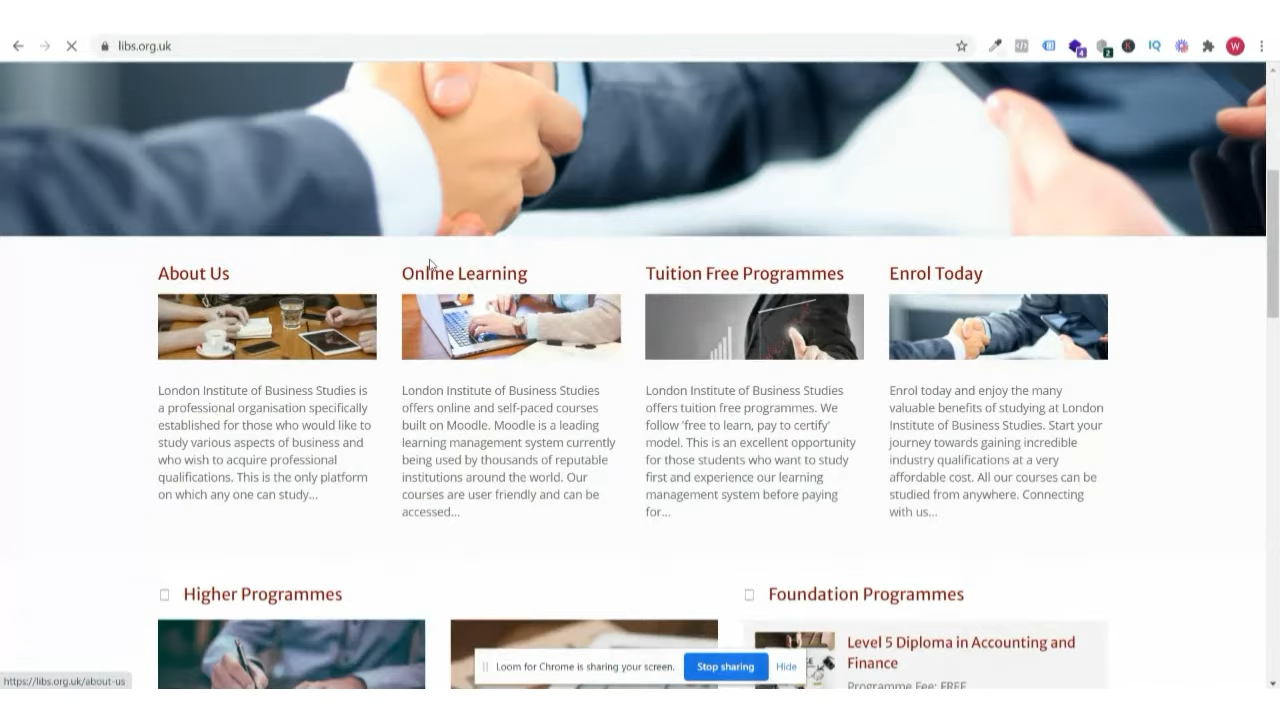 libs.org.uk
4
2
IQ
W
About Us
Online Learning
Tuition Free Programmes
Enrol Today
London Institute of Business Studies is
a professional organisation specifically
established for those who would like to
study various aspects of business and
who wish to acquire professional
qualifications. This is the only platform
on which any one can study...
London Institute of Business Studies
offers online and self-paced courses
built on Moodle. Moodle is a leading
learning management system currently
being used by thousands of reputable
institutions around the world. Our
courses are user friendly and can be
accessed...
London Institute of Business Studies
offers tuition free programmes. We
follow 'free to learn, pay to certify'
model. This is an excellent opportunity
for those students who want to study
first and experience our learning
management system before paying
for...
Enrol today and enjoy the many
valuable benefits of studying at London
Institute of Business Studies. Start your
journey towards gaining incredible
industry qualifications at a very
affordable cost. All our courses can be
studied from anywhere. Connecting
with us...
Higher Programmes
Foundation Programmes
Level 5 Diploma in Accounting and
Finance
Programme Fee: FREE
Loom for Chrome is sharing your screen.
Stop sharing
Hide
https://libs.org.uk/about-us